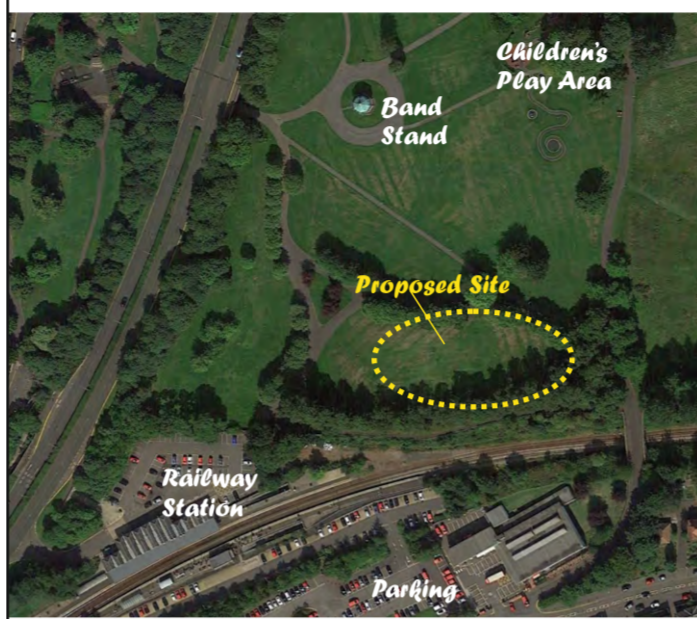 Children's
Play Area
Band
Stand
Proposed Site
Railway
Station
Parking